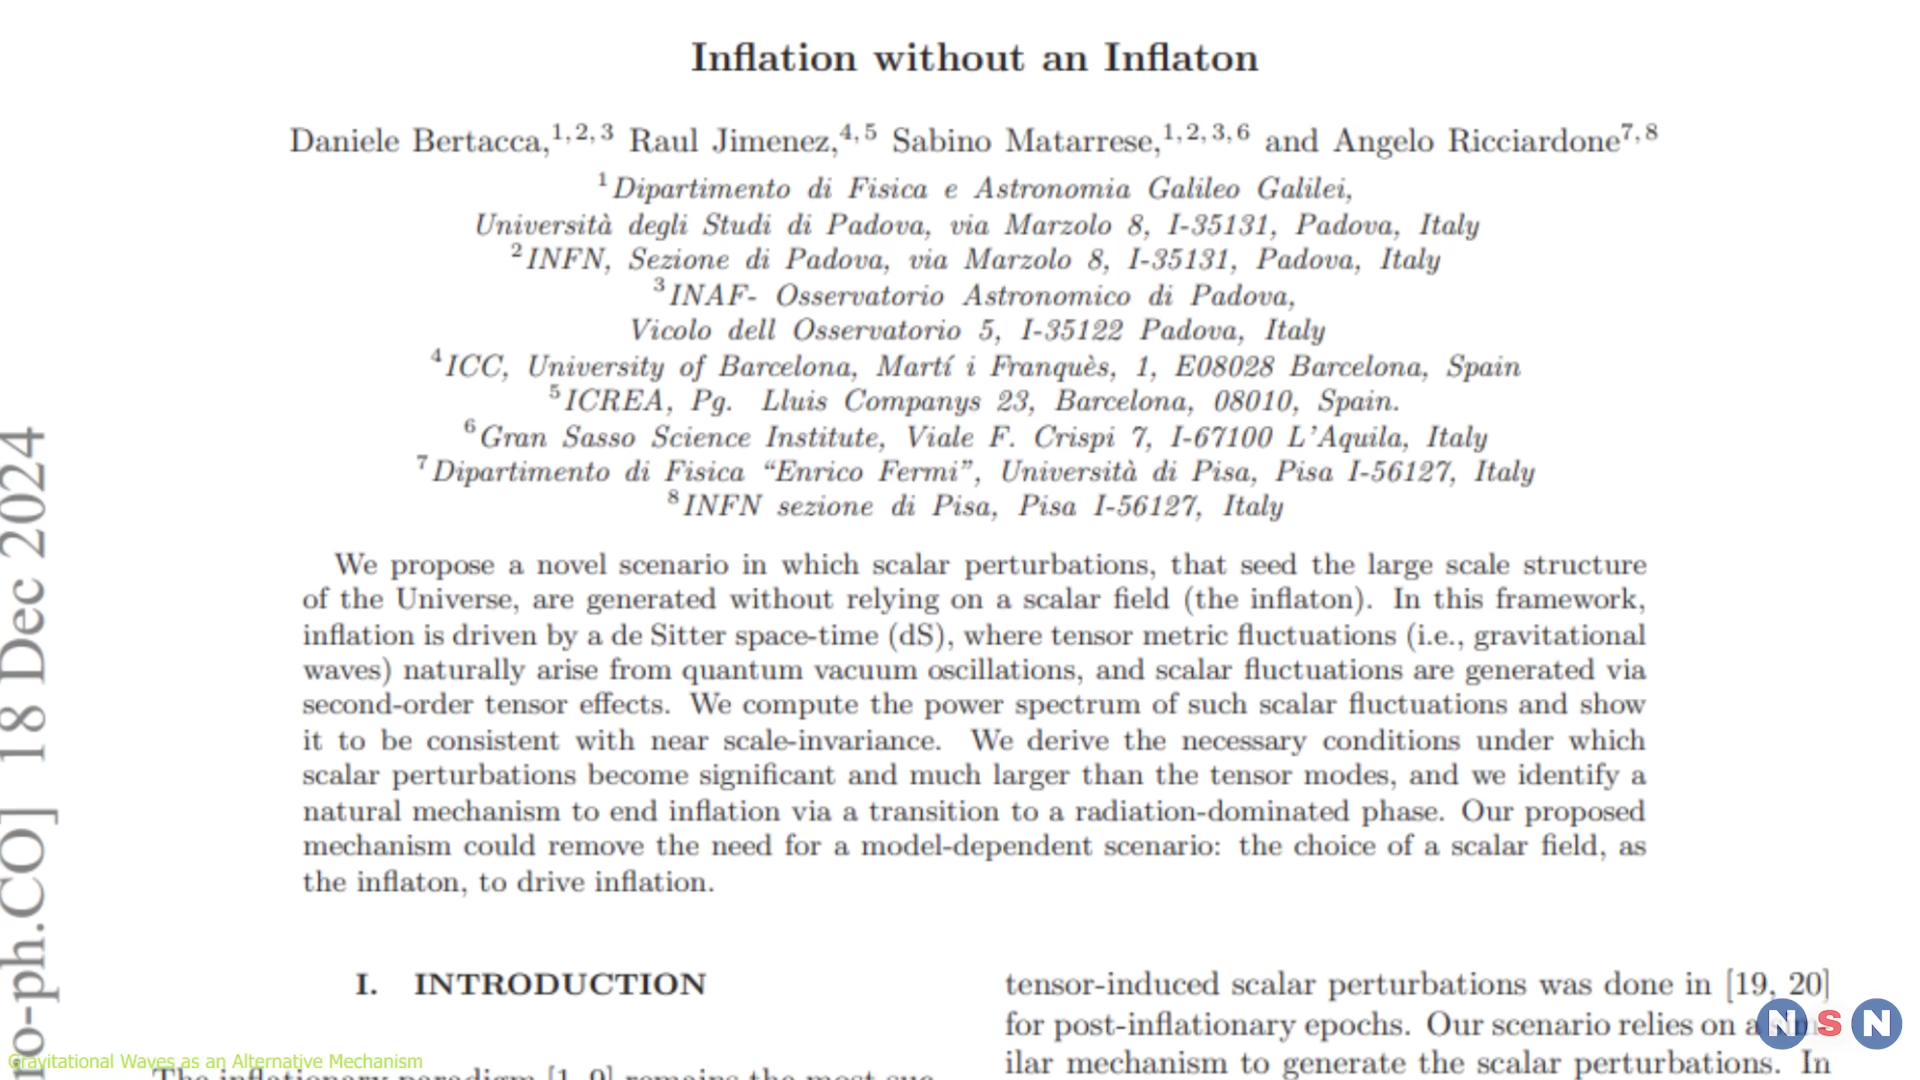 Inflation without an Inflaton
Daniele Bertacca,1, 2, 3 Raul Jimenez,4, 5 Sabino Matarrese,1, 2, 3, 6 and Angelo Ricciardone7, 8
1 Dipartimento di Fisica e Astronomia Galileo Galilei,
Università degli Studi di Padova, via Marzolo 8, I-35131, Padova, Italy
2 INFN, Sezione di Padova, via Marzolo 8, I-35131, Padova, Italy
3 INAF- Osservatorio Astronomico di Padova,
Vicolo dell Osservatorio 5, I-35122 Padova, Italy
4 ICC, University of Barcelona, Martí i Franquès, 1, E08028 Barcelona, Spain
5 ICREA, Pg. Lluis Companys 23, Barcelona, 08010, Spain.
6 Gran Sasso Science Institute, Viale F. Crispi 7, I-67100 L'Aquila, Italy
7 Dipartimento di Fisica “Enrico Fermi”, Università di Pisa, Pisa I-56127, Italy
8 INFN sezione di Pisa, Pisa I-56127, Italy
We propose a novel scenario in which scalar perturbations, that seed the large scale structure
of the Universe, are generated without relying on a scalar field (the inflaton). In this framework,
inflation is driven by a de Sitter space-time (dS), where tensor metric fluctuations (i.e., gravitational
waves) naturally arise from quantum vacuum oscillations, and scalar fluctuations are generated via
second-order tensor effects. We compute the power spectrum of such scalar fluctuations and show
it to be consistent with near scale-invariance. We derive the necessary conditions under which
scalar perturbations become significant and much larger than the tensor modes, and we identify a
natural mechanism to end inflation via a transition to a radiation-dominated phase. Our proposed
mechanism could remove the need for a model-dependent scenario: the choice of a scalar field, as
the inflaton, to drive inflation.
I. INTRODUCTION
The inflationary paradigm [1, 9] remains the most
tensor-induced scalar perturbations was done in [19, 20]
for post-inflationary epochs. Our scenario relies on a
ilar mechanism to generate the scalar perturbations. In
ro-ph.CO] 18 Dec 2024
Gravitational Waves as an Alternative Mechanism
N S N